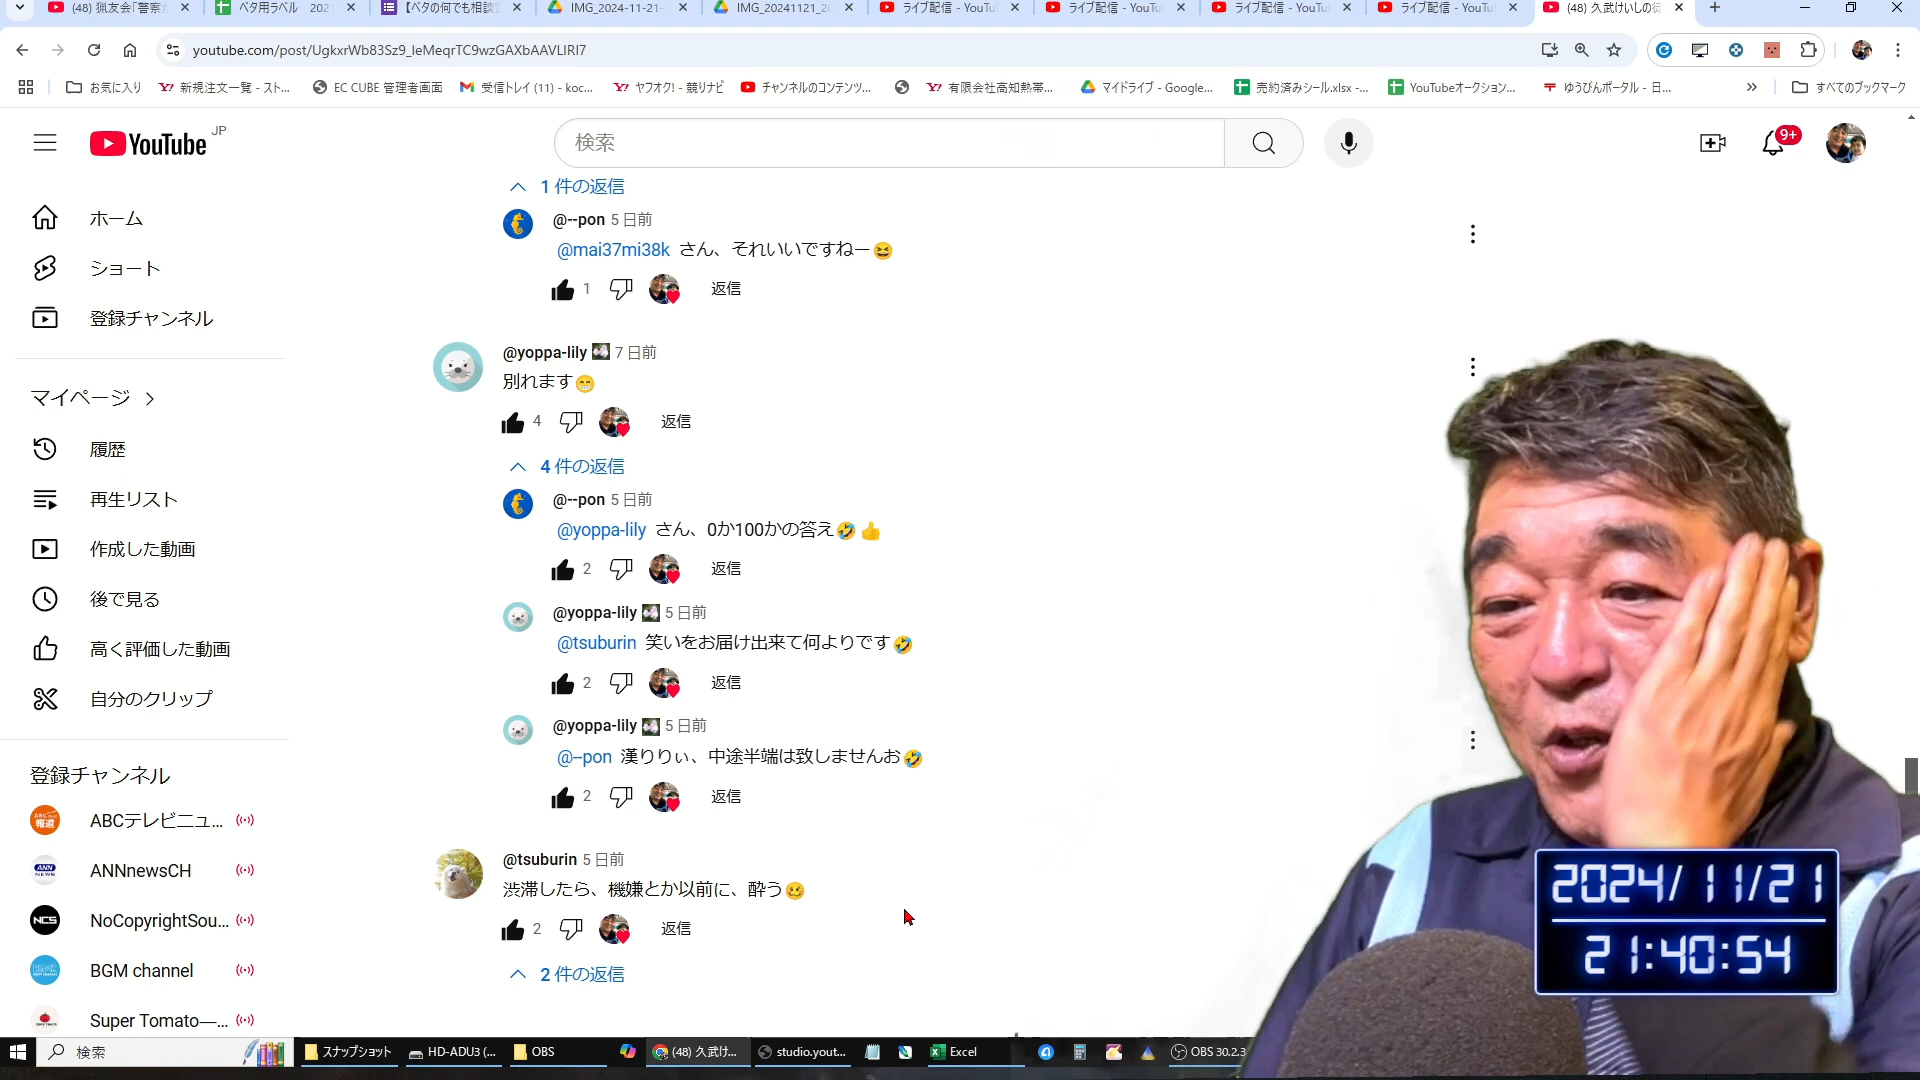 (48) 猟友会「警察か
ベタ用ラベル 2021
【ベタの何でも相談室
IMG_2024-11-21-
IMG_20241121_20
ライブ配信 - YouTu
ライブ配信 - YouTu
ライブ配信 - YouTu
ライブ配信 - YouTu
(48) 久武けいしの徒
youtube.com/post/UgkxrWb83Sz9_leMeqrTC9wzGAXbAAVLIRI7
お気に入り
新規注文一覧 - スト...
EC CUBE 管理者画面
受信トレイ (11) - koc...
ヤフオク! - 競りナビ
チャンネルのコンテンツ...
有限会社高知熱帯...
マイドライブ - Google...
売約済みシール.xlsx -...
YouTubeオークション...
ゆうびんポータル - 日...
»
すべてのブックマーク
YouTube JP
検索
9+
ホーム
ショート
登録チャンネル
マイページ
履歴
再生リスト
作成した動画
後で見る
高く評価した動画
自分のクリップ
登録チャンネル
ABCテレビニュ...
ANNnewsCH
NoCopyrightSou...
BGM channel
Super Tomato—...
1 件の返信
@--pon 5 日前
@mai37mi38k さん、それいいですねー😆
1 返信
@yoppa-lily 7 日前
別れます😁
4 返信
4 件の返信
@--pon 5 日前
@yoppa-lily さん、0か100かの答え🤣👍
2 返信
@yoppa-lily 5 日前
@tsuburin 笑いをお届け出来て何よりです🤣
2 返信
@yoppa-lily 5 日前
@--pon 漢りりぃ、中途半端は致しませんお🤣
2 返信
@tsuburin 5 日前
渋滞したら、機嫌とか以前に、酔う🥴
2 返信
2 件の返信
2024/11/21
21:40:54
検索
スナップショット
HD-ADU3 (...
OBS
(48) 久武け...
studio.yout...
Excel
OBS 30.2.3